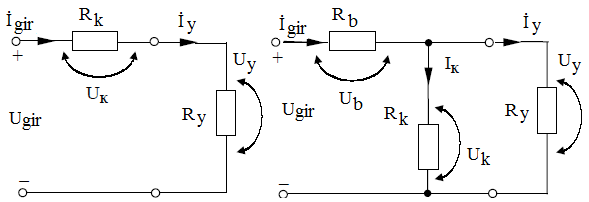 İgir Rk İy
+
Uк Uy
Ugir Ry
−
İgir Rb İy
+
Ub Iк Uy
Ugir Rk Ry
Uk
−